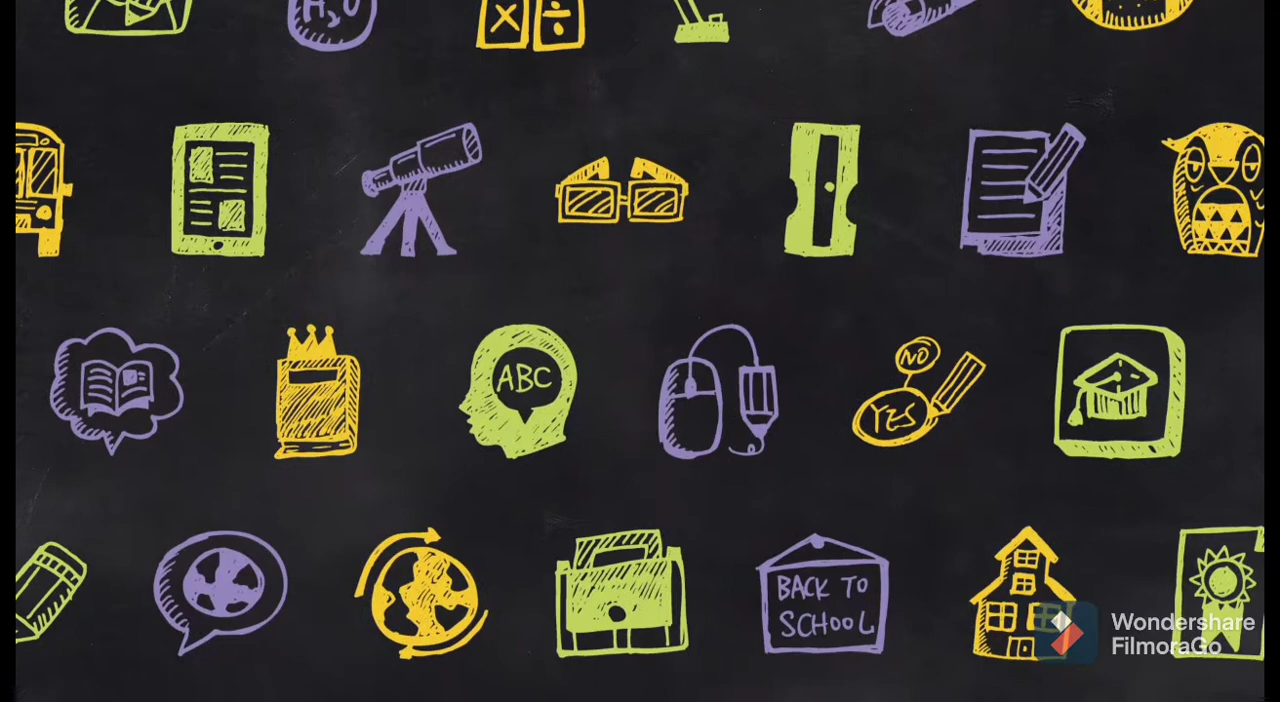 H2O
× ÷
ABC
NO
YES
BACK TO
SCHOOL
Wondershare
FilmoraGo